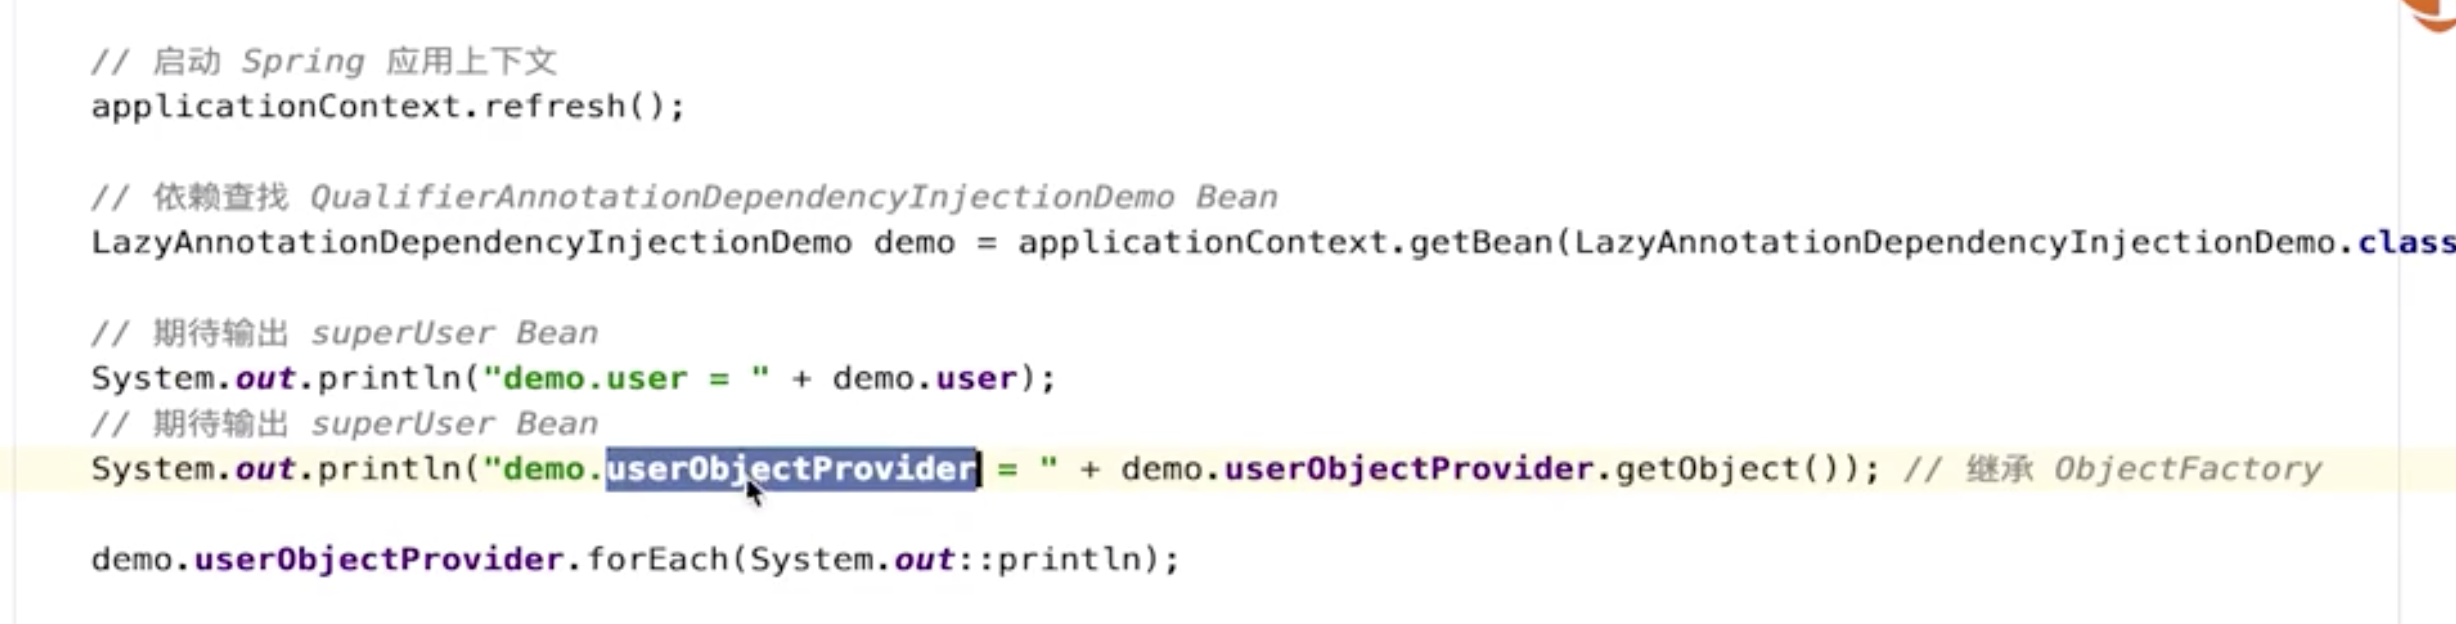 // 启动 Spring 应用上下文
applicationContext.refresh();
// 依赖查找 QualifierAnnotationDependencyInjectionDemo Bean
LazyAnnotationDependencyInjectionDemo demo = applicationContext.getBean(LazyAnnotationDependencyInjectionDemo.class
// 期待输出 superUser Bean
System.out.println("demo.user = " + demo.user);
// 期待输出 superUser Bean
System.out.println("demo.userObjectProvider = " + demo.userObjectProvider.getObject()); // 继承 ObjectFactory
demo.userObjectProvider.forEach(System.out::println);